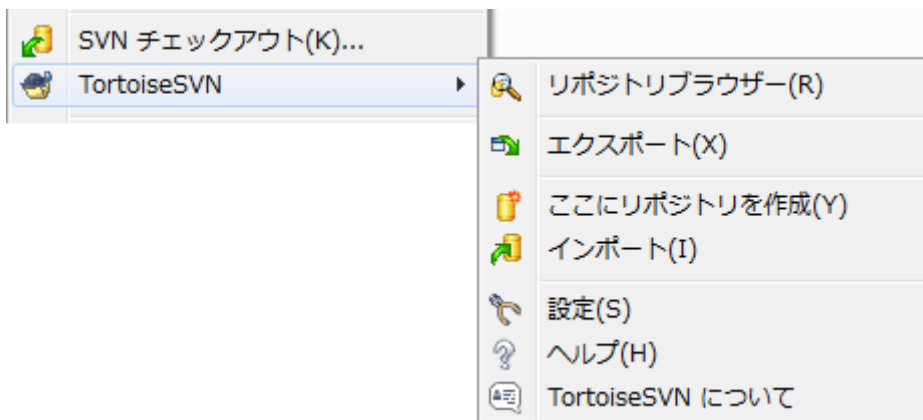 SVN チェックアウト(K)...
TortoiseSVN
リポジトリブラウザー(R)
エクスポート(X)
ここにリポジトリを作成(Y)
インポート(I)
設定(S)
ヘルプ(H)
TortoiseSVN について